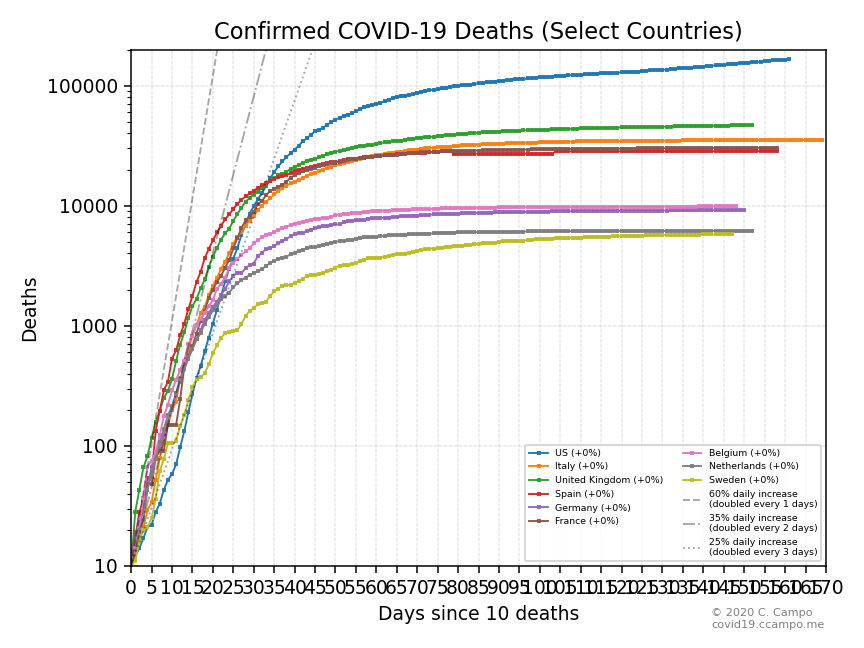 Confirmed COVID-19 Deaths (Select Countries)
100000
10000
1000
100
10
Deaths
US (+0%)
Italy (+0%)
United Kingdom (+0%)
Spain (+0%)
Germany (+0%)
France (+0%)
Belgium (+0%)
Netherlands (+0%)
Sweden (+0%)
60% daily increase
(doubled every 1 days)
35% daily increase
(doubled every 2 days)
25% daily increase
(doubled every 3 days)
0 5 10 15 20 25 30 35 40 45 50 55 60 65 70 75 80 85 90 95 100 105 110 115 120 125 130 135 140 145 150 155 160 165 170
Days since 10 deaths
© 2020 C. Campo
covid19.ccampo.me